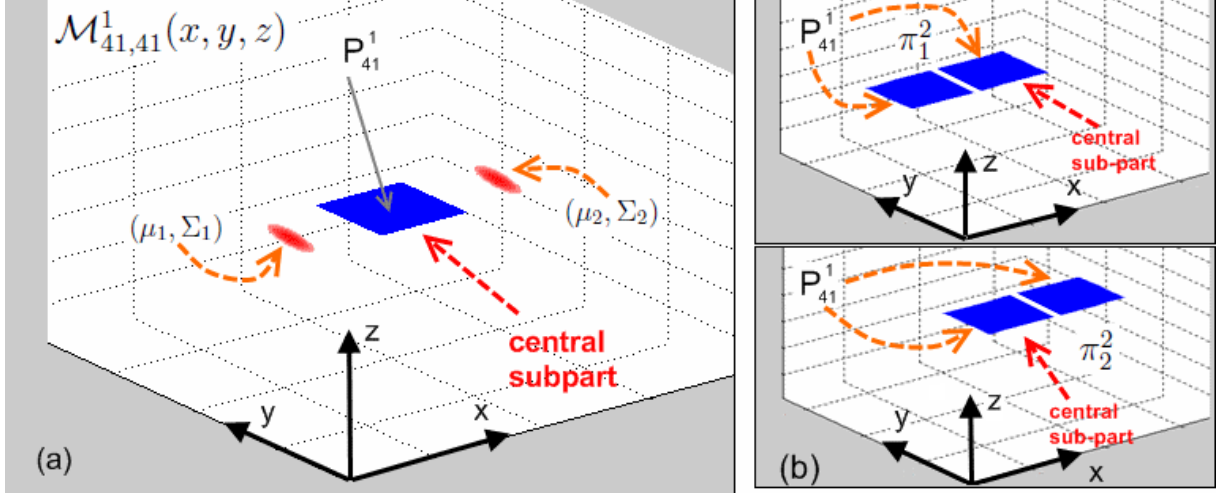 M¹₄₁,₄₁(x, y, z)
P¹₄₁
(μ₁, Σ₁)
(μ₂, Σ₂)
central
subpart
z
y
x
(a)
P¹₄₁
π²₁
central
sub-part
z
y
x
P¹₄₁
π²₂
z
central
sub-part
y
x
(b)